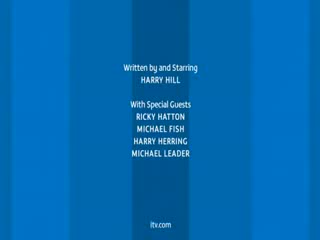 Written by and Starring
HARRY HILL
With Special Guests
RICKY HATTON
MICHAEL FISH
HARRY HERRING
MICHAEL LEADER
itv.com